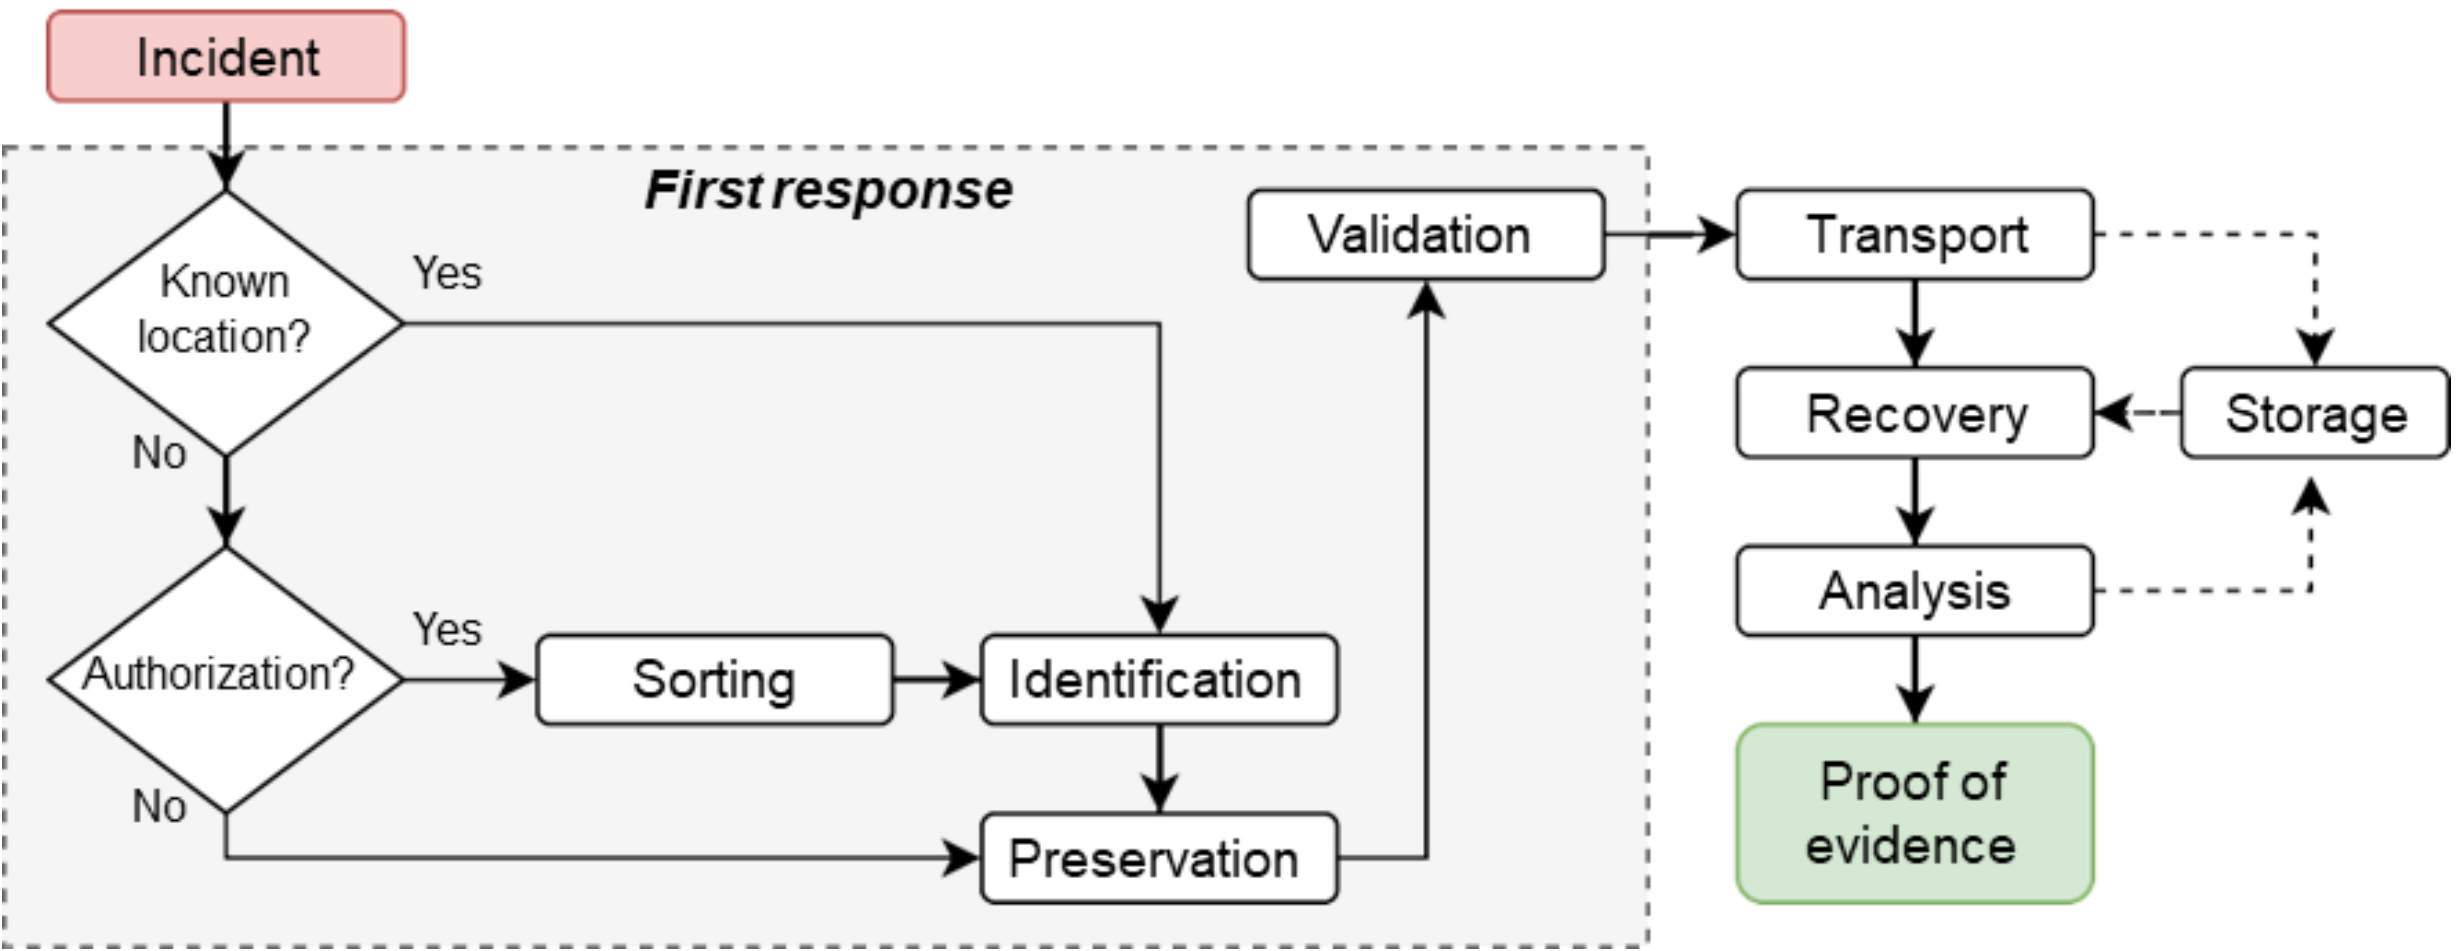 Incident
First response
Known
location?
Yes
No
Authorization?
Yes
No
Sorting
Identification
Preservation
Validation
Transport
Recovery
Storage
Analysis
Proof of
evidence